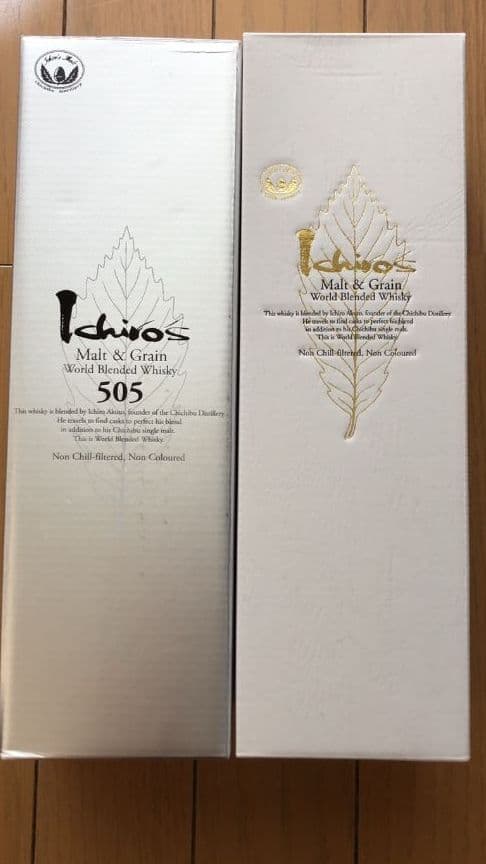 Ichiro's Malt
Chichibu Distillery
Ichiro's
Malt & Grain
World Blended Whisky
505
This whisky is blended by Ichiro Akuto, founder of the Chichibu Distillery.
He travels to find casks to perfect his blend
in addition to his Chichibu single malt.
This is World Blended Whisky.
Non Chill-filtered, Non Coloured
Ichiro's
Malt & Grain
World Blended Whisky
This whisky is blended by Ichiro Akuto, founder of the Chichibu Distillery.
He travels to find casks to perfect his blend
in addition to his Chichibu single malt.
This is World Blended Whisky.
Non Chill-filtered, Non Coloured